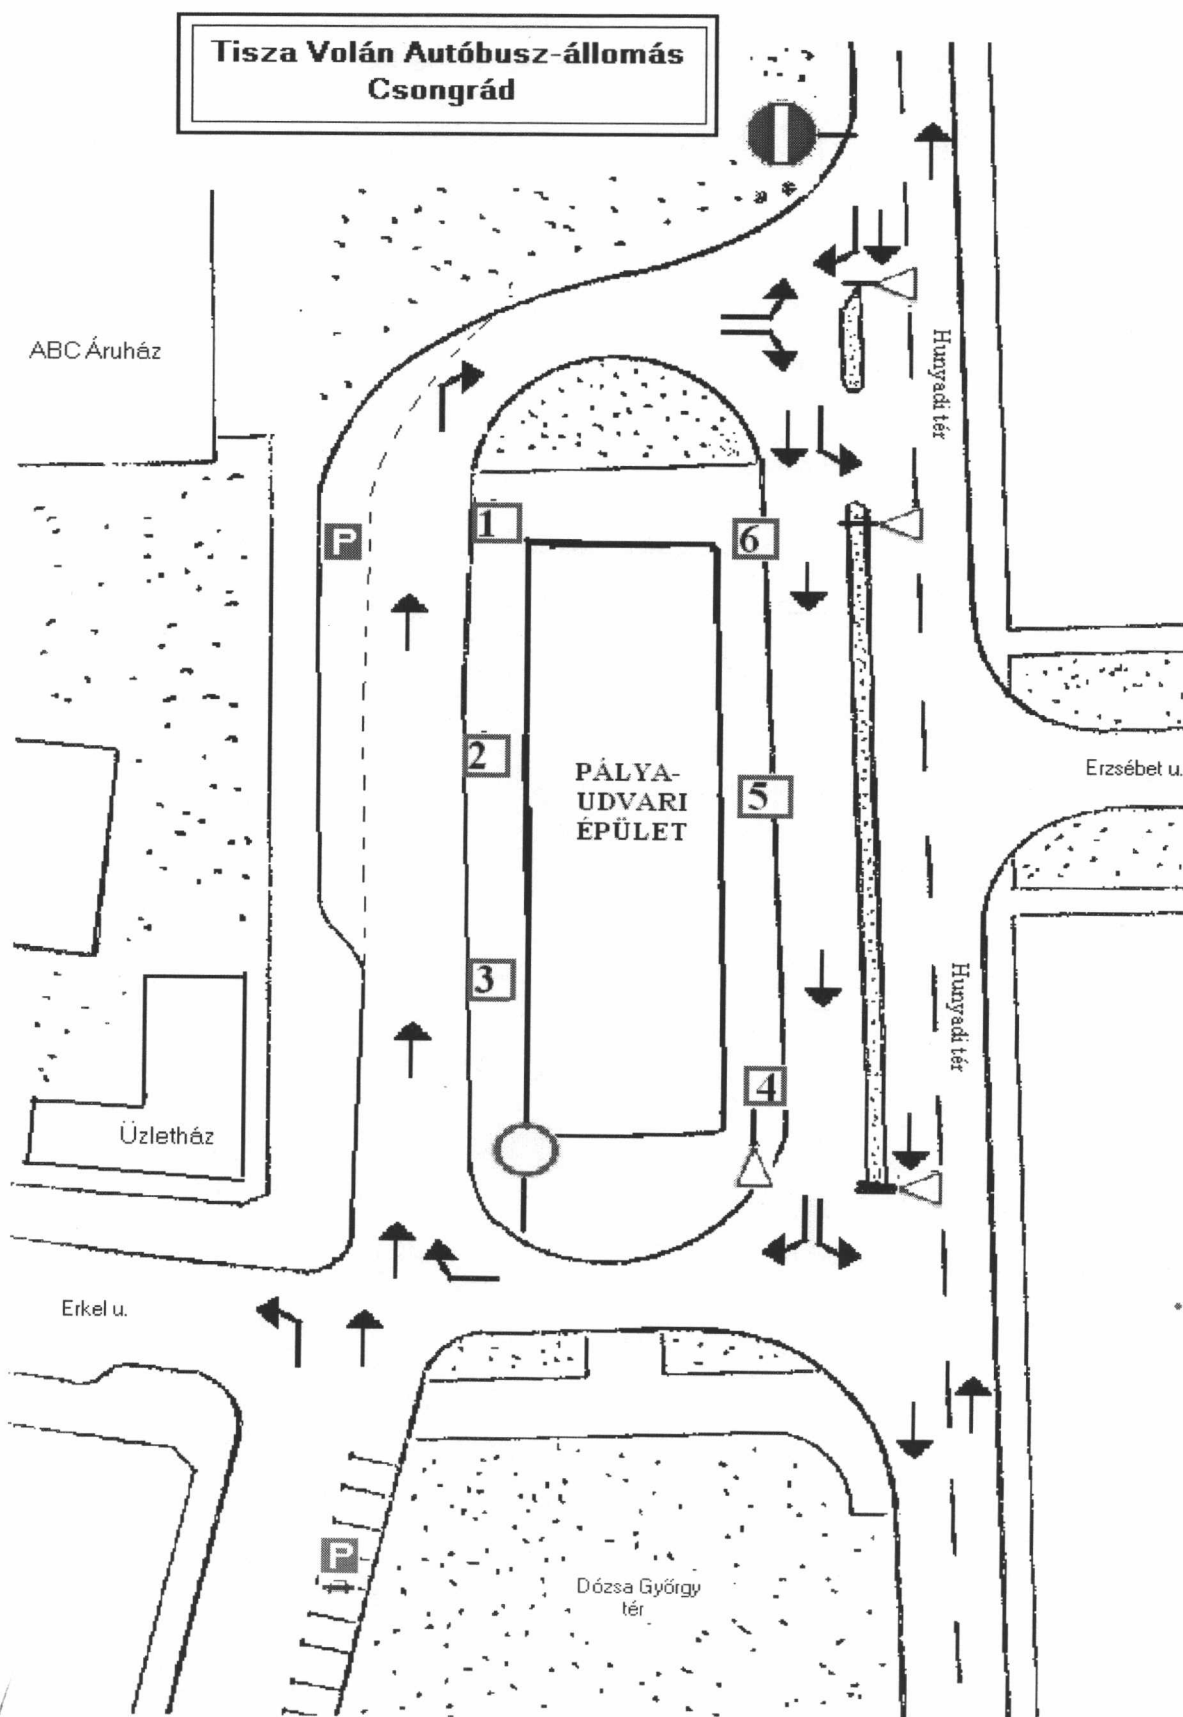 Tisza Volán Autóbusz-állomás
Csongrád
ABC Áruház
Hunyadi tér
1
6
P
2
PÁLYA-
UDVARI
ÉPÜLET
5
Erzsébet u.
3
Hunyadi tér
4
Üzletház
Erkel u.
P
Dózsa György
tér